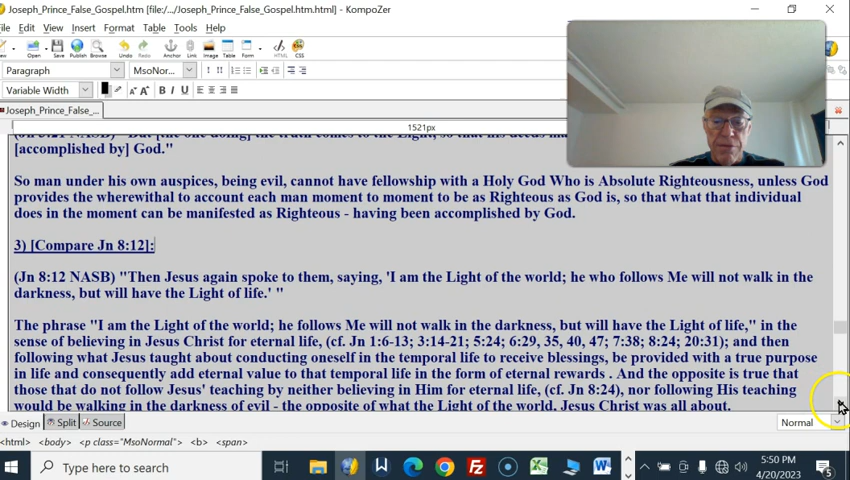 Joseph_Prince_False_Gospel.htm [file:/.../Joseph_Prince_False_Gospel.htm.html] - KompoZer
File Edit View Insert Format Table Tools Help
New Open Save Publish Browse Undo Redo Anchor Link Image Table Form HTML CSS
Paragraph MsoNor...
Variable Width B I U
Joseph_Prince_False_...
1521px
[accomplished by] God."
So man under his own auspices, being evil, cannot have fellowship with a Holy God Who is Absolute Righteousness, unless God
provides the wherewithal to account each man moment to moment to be as Righteous as God is, so that what that individual
does in the moment can be manifested as Righteous - having been accomplished by God.
3) [Compare Jn 8:12]:
(Jn 8:12 NASB) "Then Jesus again spoke to them, saying, 'I am the Light of the world; he who follows Me will not walk in the
darkness, but will have the Light of life.' "
The phrase "I am the Light of the world; he follows Me will not walk in the darkness, but will have the Light of life," in the
sense of believing in Jesus Christ for eternal life, (cf. Jn 1:6-13; 3:14-21; 5:24; 6:29, 35, 40, 47; 7:38; 8:24; 20:31); and then
following what Jesus taught about conducting oneself in the temporal life to receive blessings, be provided with a true purpose
in life and consequently add eternal value to that temporal life in the form of eternal rewards . And the opposite is true that
those that do not follow Jesus' teaching by neither believing in Him for eternal life, (cf. Jn 8:24), nor following His teaching
would be walking in the darkness of evil - the opposite of what the Light of the world, Jesus Christ was all about.
Design Split Source Normal
<html> <body> <p class="MsoNormal"> <b> <span>
Type here to search
5:50 PM
4/20/2023
5